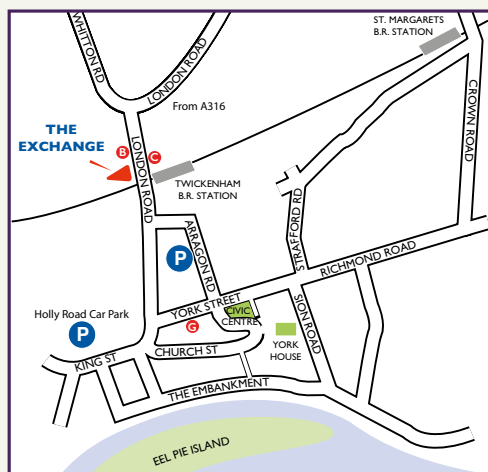 ST. MARGARETS
B.R. STATION
WHITTON RD
LONDON ROAD
From A316
CROWN ROAD
THE
EXCHANGE
B
C
LONDON ROAD
TWICKENHAM
B.R. STATION
STRAFFORD RD
ARRAGON RD
P
RICHMOND ROAD
YORK STREET
Holly Road Car Park
P
G
CIVIC
CENTRE
SION ROAD
YORK
HOUSE
KING ST
CHURCH ST
THE EMBANKMENT
EEL PIE ISLAND